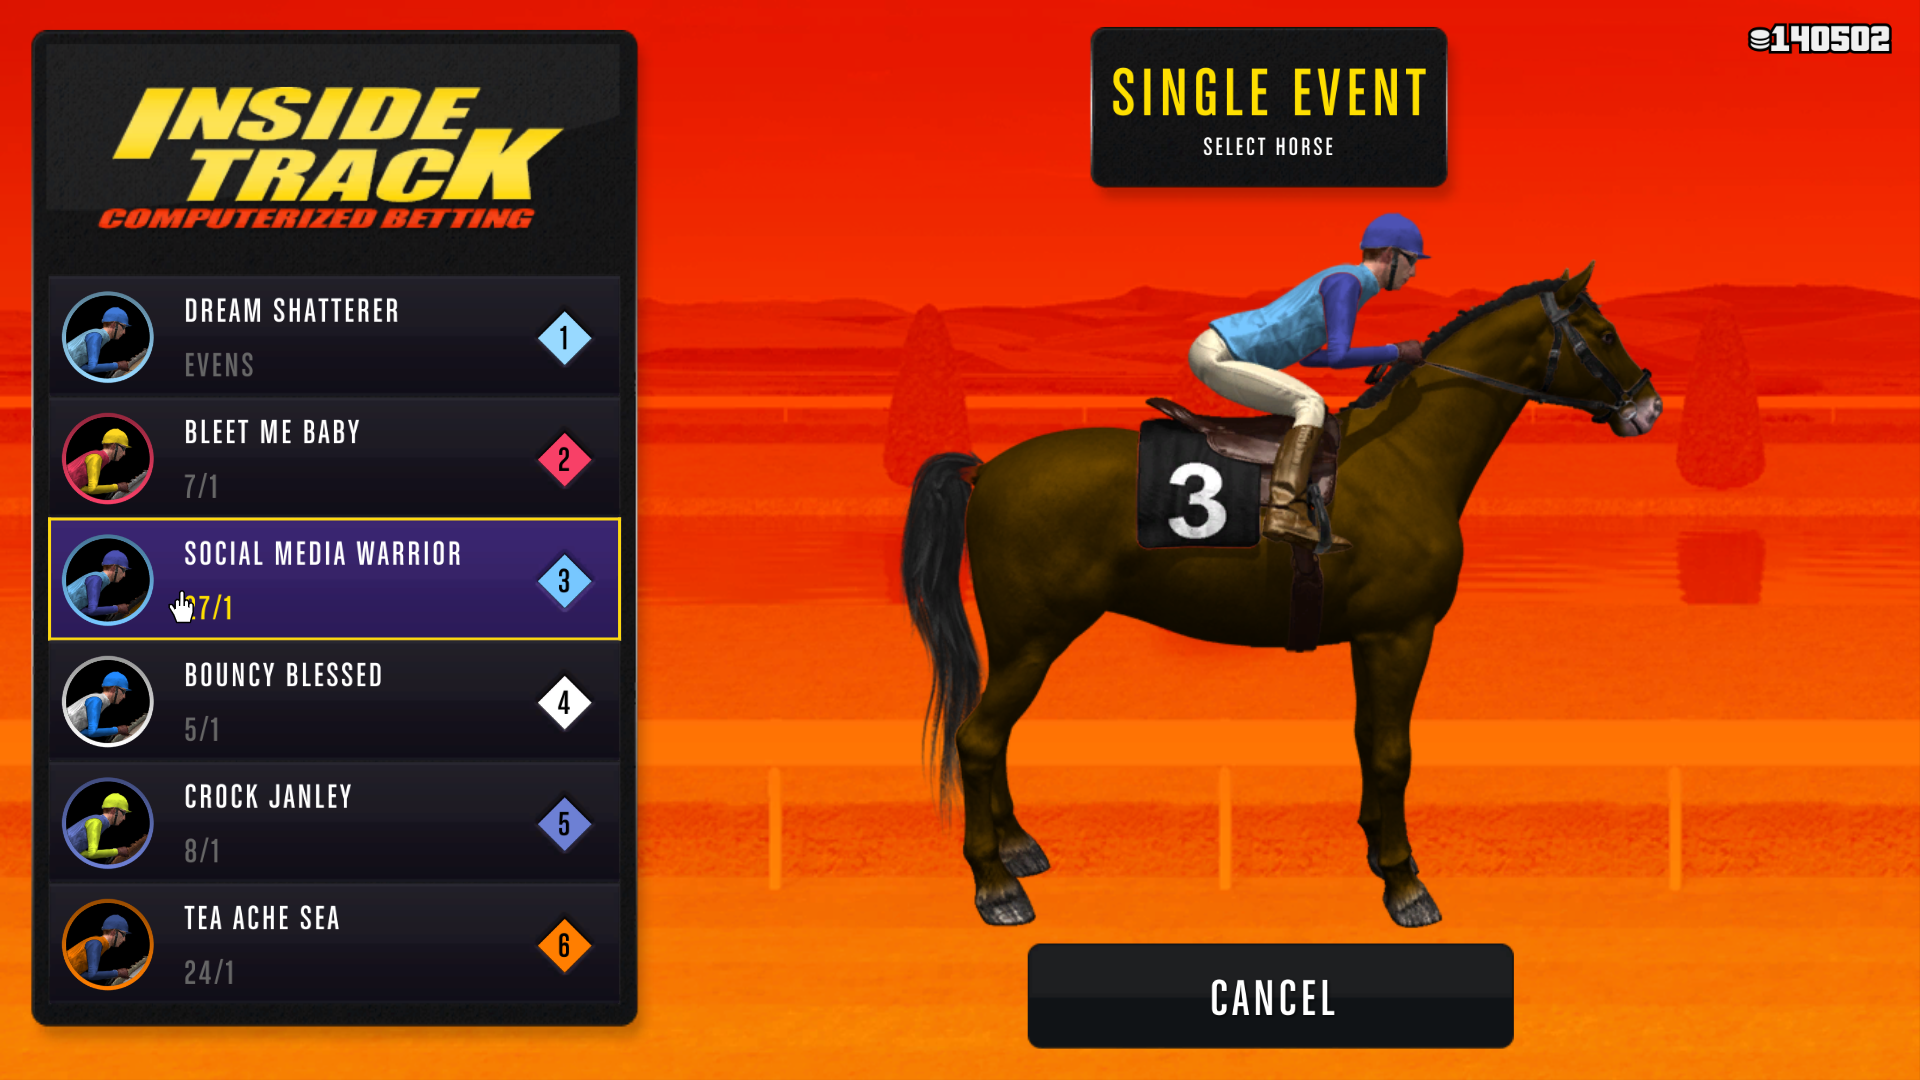 INSIDE
TRACK
COMPUTERIZED BETTING
DREAM SHATTERER
EVENS
1
BLEET ME BABY
7/1
2
SOCIAL MEDIA WARRIOR
3
BOUNCY BLESSED
5/1
4
CROCK JANLEY
8/1
5
TEA ACHE SEA
24/1
6
SINGLE EVENT
SELECT HORSE
140502
3
CANCEL